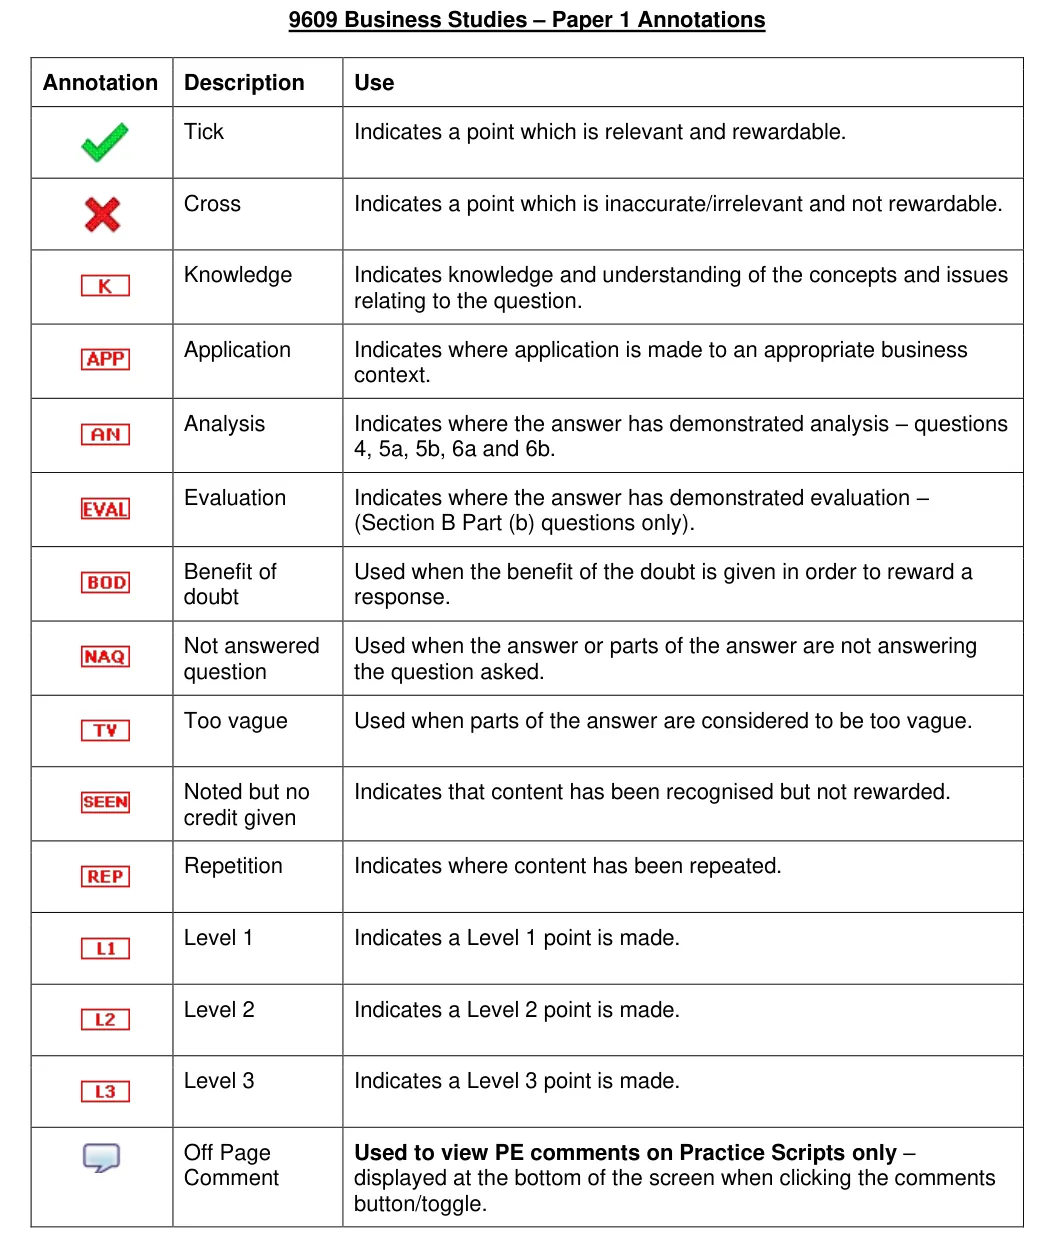 9609 Business Studies – Paper 1 Annotations
Annotation Description Use
Tick Indicates a point which is relevant and rewardable.
Cross Indicates a point which is inaccurate/irrelevant and not rewardable.
K Knowledge Indicates knowledge and understanding of the concepts and issues
relating to the question.
APP Application Indicates where application is made to an appropriate business
context.
AN Analysis Indicates where the answer has demonstrated analysis – questions
4, 5a, 5b, 6a and 6b.
EVAL Evaluation Indicates where the answer has demonstrated evaluation –
(Section B Part (b) questions only).
BOD Benefit of Used when the benefit of the doubt is given in order to reward a
doubt response.
NAQ Not answered Used when the answer or parts of the answer are not answering
question the question asked.
TV Too vague Used when parts of the answer are considered to be too vague.
SEEN Noted but no Indicates that content has been recognised but not rewarded.
credit given
REP Repetition Indicates where content has been repeated.
L1 Level 1 Indicates a Level 1 point is made.
L2 Level 2 Indicates a Level 2 point is made.
L3 Level 3 Indicates a Level 3 point is made.
Off Page Used to view PE comments on Practice Scripts only –
Comment displayed at the bottom of the screen when clicking the comments
button/toggle.